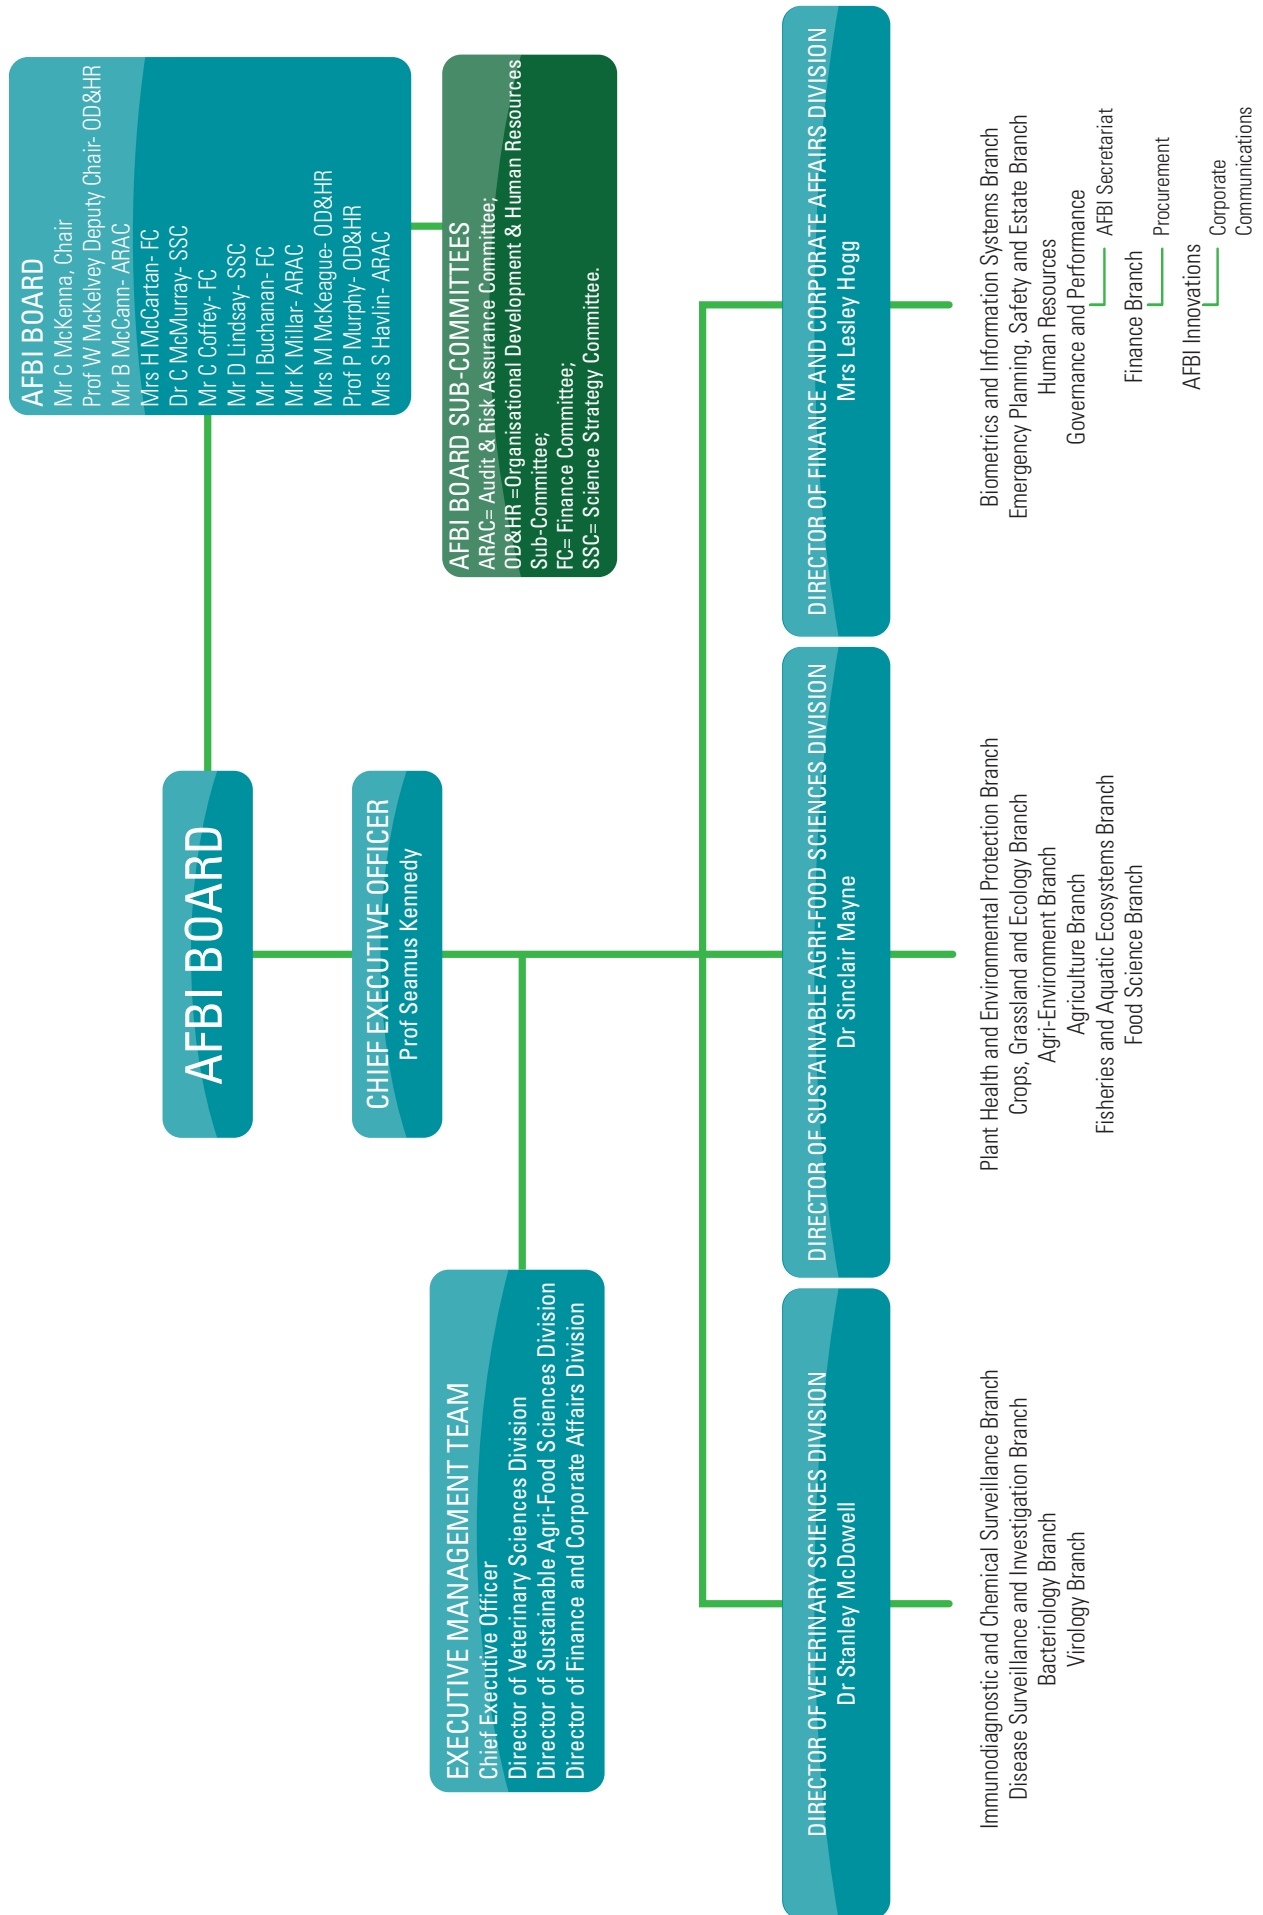 AFBI BOARD
AFBI BOARD
Mr C McKenna, Chair
Prof W McKelvey Deputy Chair- OD&HR
Mr B McCann- ARAC
Mrs H McCartan- FC
Dr C McMurray- SSC
Mr C Coffey- FC
Mr D Lindsay- SSC
Mr I Buchanan- FC
Mr K Millar- ARAC
Mrs M McKeague- OD&HR
Prof P Murphy- OD&HR
Mrs S Havlin- ARAC
CHIEF EXECUTIVE OFFICER
Prof Seamus Kennedy
AFBI BOARD SUB-COMMITTEES
ARAC= Audit & Risk Assurance Committee;
OD&HR =Organisational Development & Human Resources
Sub-Committee;
FC= Finance Committee;
SSC= Science Strategy Committee.
EXECUTIVE MANAGEMENT TEAM
Chief Executive Officer
Director of Veterinary Sciences Division
Director of Sustainable Agri-Food Sciences Division
Director of Finance and Corporate Affairs Division
DIRECTOR OF VETERINARY SCIENCES DIVISION
Dr Stanley McDowell
Immunodiagnostic and Chemical Surveillance Branch
Disease Surveillance and Investigation Branch
Bacteriology Branch
Virology Branch
DIRECTOR OF SUSTAINABLE AGRI-FOOD SCIENCES DIVISION
Dr Sinclair Mayne
Plant Health and Environmental Protection Branch
Crops, Grassland and Ecology Branch
Agri-Environment Branch
Agriculture Branch
Fisheries and Aquatic Ecosystems Branch
Food Science Branch
DIRECTOR OF FINANCE AND CORPORATE AFFAIRS DIVISION
Mrs Lesley Hogg
Biometrics and Information Systems Branch
Emergency Planning, Safety and Estate Branch
Human Resources
Governance and Performance
AFBI Secretariat
Finance Branch
Procurement
AFBI Innovations
Corporate
Communications